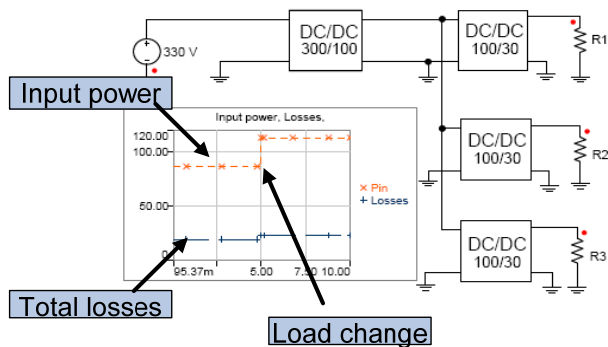 330 V
DC/DC
300/100
DC/DC
100/30
R1
Input power
Input power, Losses,
120.00
100.00
50.00
0
95.37m
5.00
7.50
10.00
Pin
Losses
DC/DC
100/30
R2
DC/DC
100/30
R3
Total losses
Load change